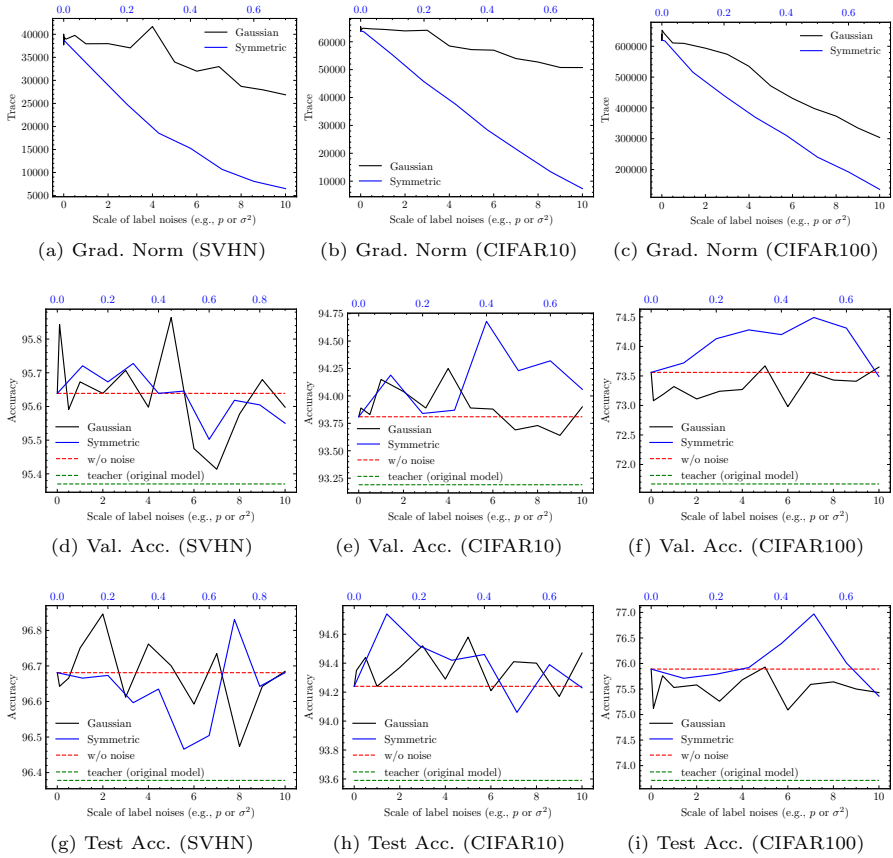 0.0 0.2 0.4 0.6
40000
35000
30000
25000
20000
15000
10000
5000
Trace
Gaussian
Symmetric
0 2 4 6 8 10
Scale of label noises (e.g., p or σ²)
(a) Grad. Norm (SVHN)
0.0 0.2 0.4 0.6
60000
50000
40000
30000
20000
10000
Trace
Gaussian
Symmetric
0 2 4 6 8 10
Scale of label noises (e.g., p or σ²)
(b) Grad. Norm (CIFAR10)
0.0 0.2 0.4 0.6
600000
500000
400000
300000
200000
Trace
Gaussian
Symmetric
0 2 4 6 8 10
Scale of label noises (e.g., p or σ²)
(c) Grad. Norm (CIFAR100)
0.0 0.2 0.4 0.6 0.8
95.8
95.7
95.6
95.5
95.4
Accuracy
Gaussian
Symmetric
w/o noise
teacher (original model)
0 2 4 6 8 10
Scale of label noises (e.g., p or σ²)
(d) Val. Acc. (SVHN)
0.0 0.2 0.4 0.6
94.75
94.50
94.25
94.00
93.75
93.50
93.25
Accuracy
Gaussian
Symmetric
w/o noise
teacher (original model)
0 2 4 6 8 10
Scale of label noises (e.g., p or σ²)
(e) Val. Acc. (CIFAR10)
0.0 0.2 0.4 0.6
74.5
74.0
73.5
73.0
72.5
72.0
Accuracy
Gaussian
Symmetric
w/o noise
teacher (original model)
0 2 4 6 8 10
Scale of label noises (e.g., p or σ²)
(f) Val. Acc. (CIFAR100)
0.0 0.2 0.4 0.6 0.8
96.8
96.7
96.6
96.5
96.4
Accuracy
Gaussian
Symmetric
w/o noise
teacher (original model)
0 2 4 6 8 10
Scale of label noises (e.g., p or σ²)
(g) Test Acc. (SVHN)
0.0 0.2 0.4 0.6
94.6
94.4
94.2
94.0
93.8
93.6
Accuracy
Gaussian
Symmetric
w/o noise
teacher (original model)
0 2 4 6 8 10
Scale of label noises (e.g., p or σ²)
(h) Test Acc. (CIFAR10)
0.0 0.2 0.4 0.6
77.0
76.5
76.0
75.5
75.0
74.5
74.0
Accuracy
Gaussian
Symmetric
w/o noise
teacher (original model)
0 2 4 6 8 10
Scale of label noises (e.g., p or σ²)
(i) Test Acc. (CIFAR100)